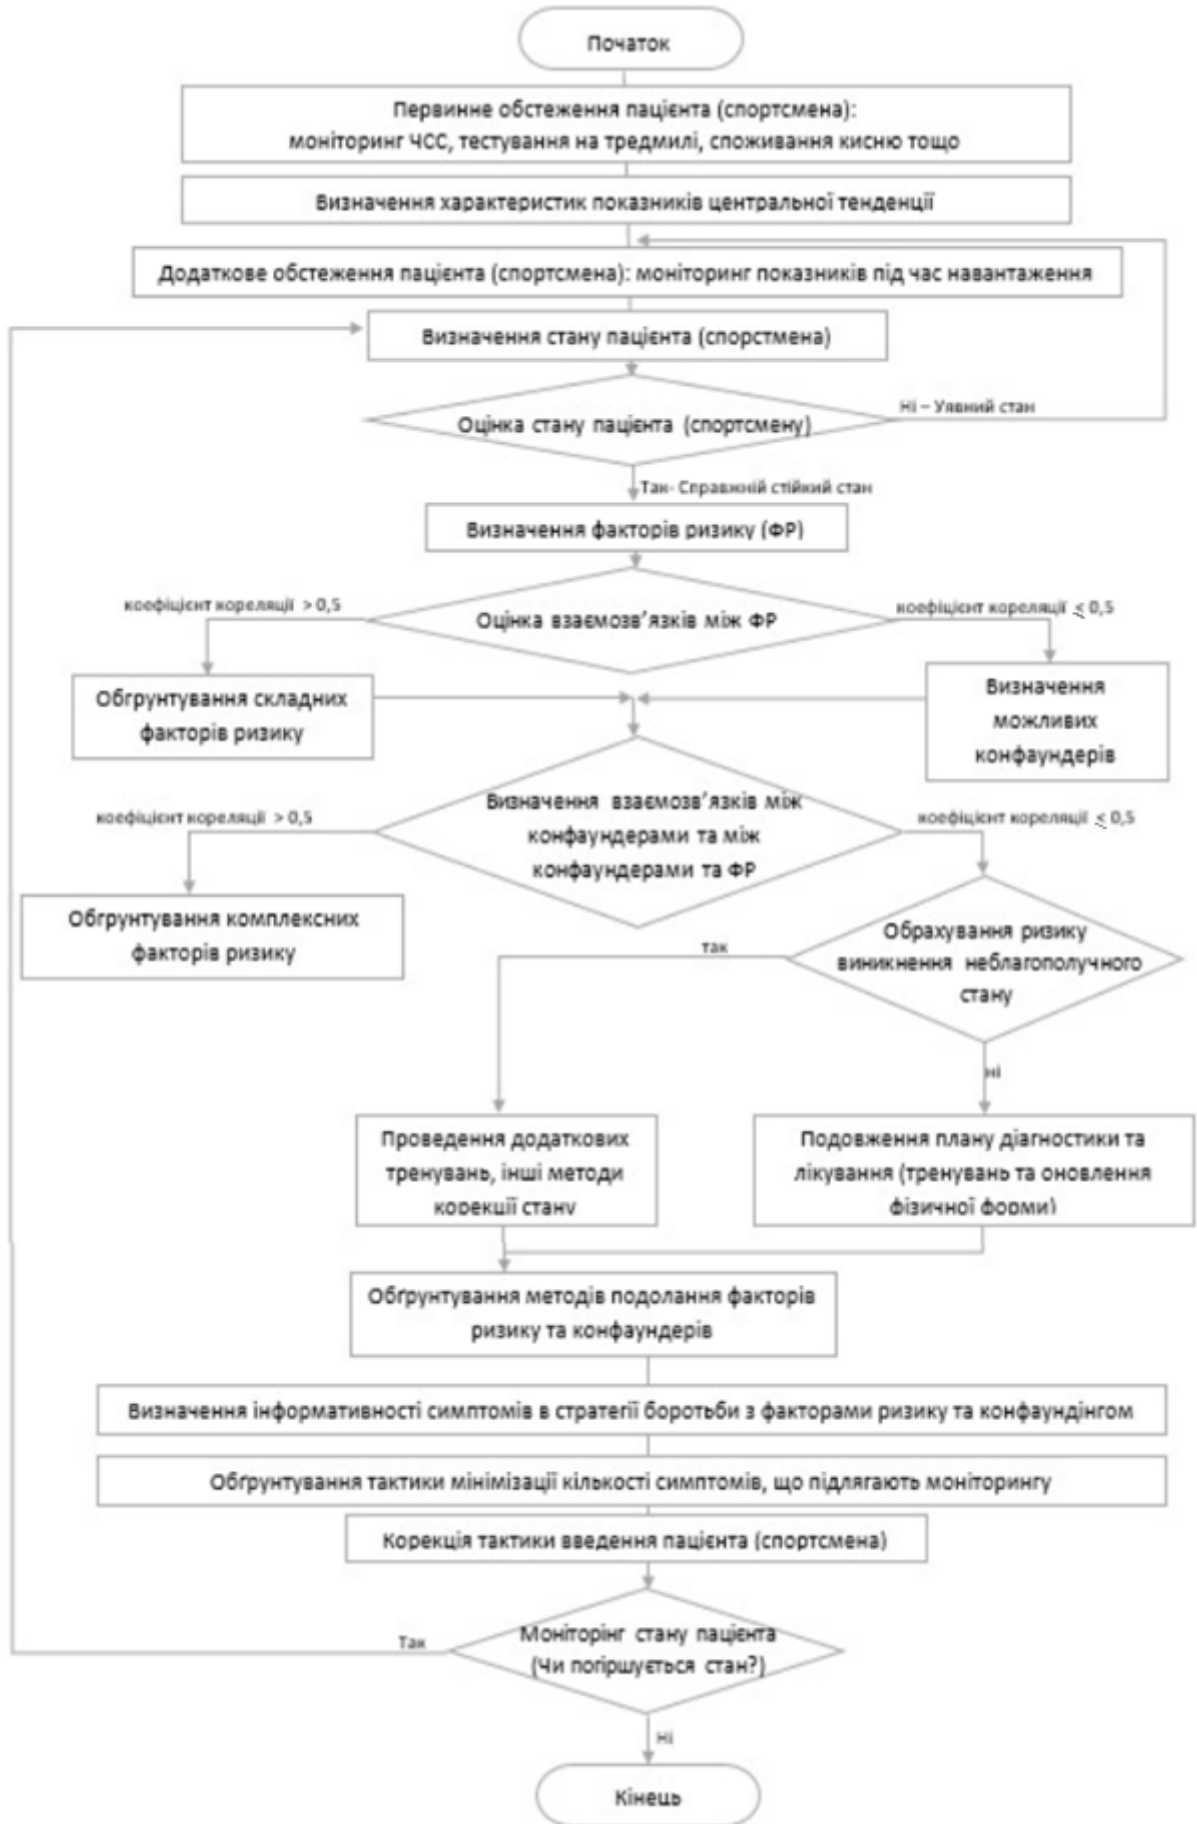 Початок
Первинне обстеження пацієнта (спортсмена):
моніторинг ЧСС, тестування на тредмилі, споживання кисню тощо
Визначення характеристик показників центральної тенденції
Додаткове обстеження пацієнта (спортсмена): моніторинг показників під час навантаження
Визначення стану пацієнта (спорстмена)
Оцінка стану пацієнта (спортсмену)
Ні – Уявний стан
Так- Справжній стійкий стан
Визначення факторів ризику (ФР)
коефіцієнт кореляції > 0,5
Оцінка взаємозв'язків між ФР
коефіцієнт кореляції ≤ 0,5
Обгрунтування складних
факторів ризику
Визначення
можливих
конфаундерів
коефіцієнт кореляції > 0,5
Визначення взаємозв'язків між
конфаундерами та між
конфаундерами та ФР
коефіцієнт кореляції ≤ 0,5
Обгрунтування комплексних
факторів ризику
так
Обрахування ризику
виникнення неблагополучного
стану
ні
Проведення додаткових
тренувань, інші методи
корекції стану
Подовження плану діагностики та
лікування (тренувань та оновлення
фізичної форми)
Обгрунтування методів подолання факторів
ризику та конфаундерів
Визначення інформативності симптомів в стратегії боротьби з факторами ризику та конфаундінгом
Обгрунтування тактики мінімізації кількості симптомів, що підлягають моніторингу
Корекція тактики введення пацієнта (спортсмена)
Так
Моніторінг стану пацієнта
(Чи погіршується стан?)
Ні
Кінець